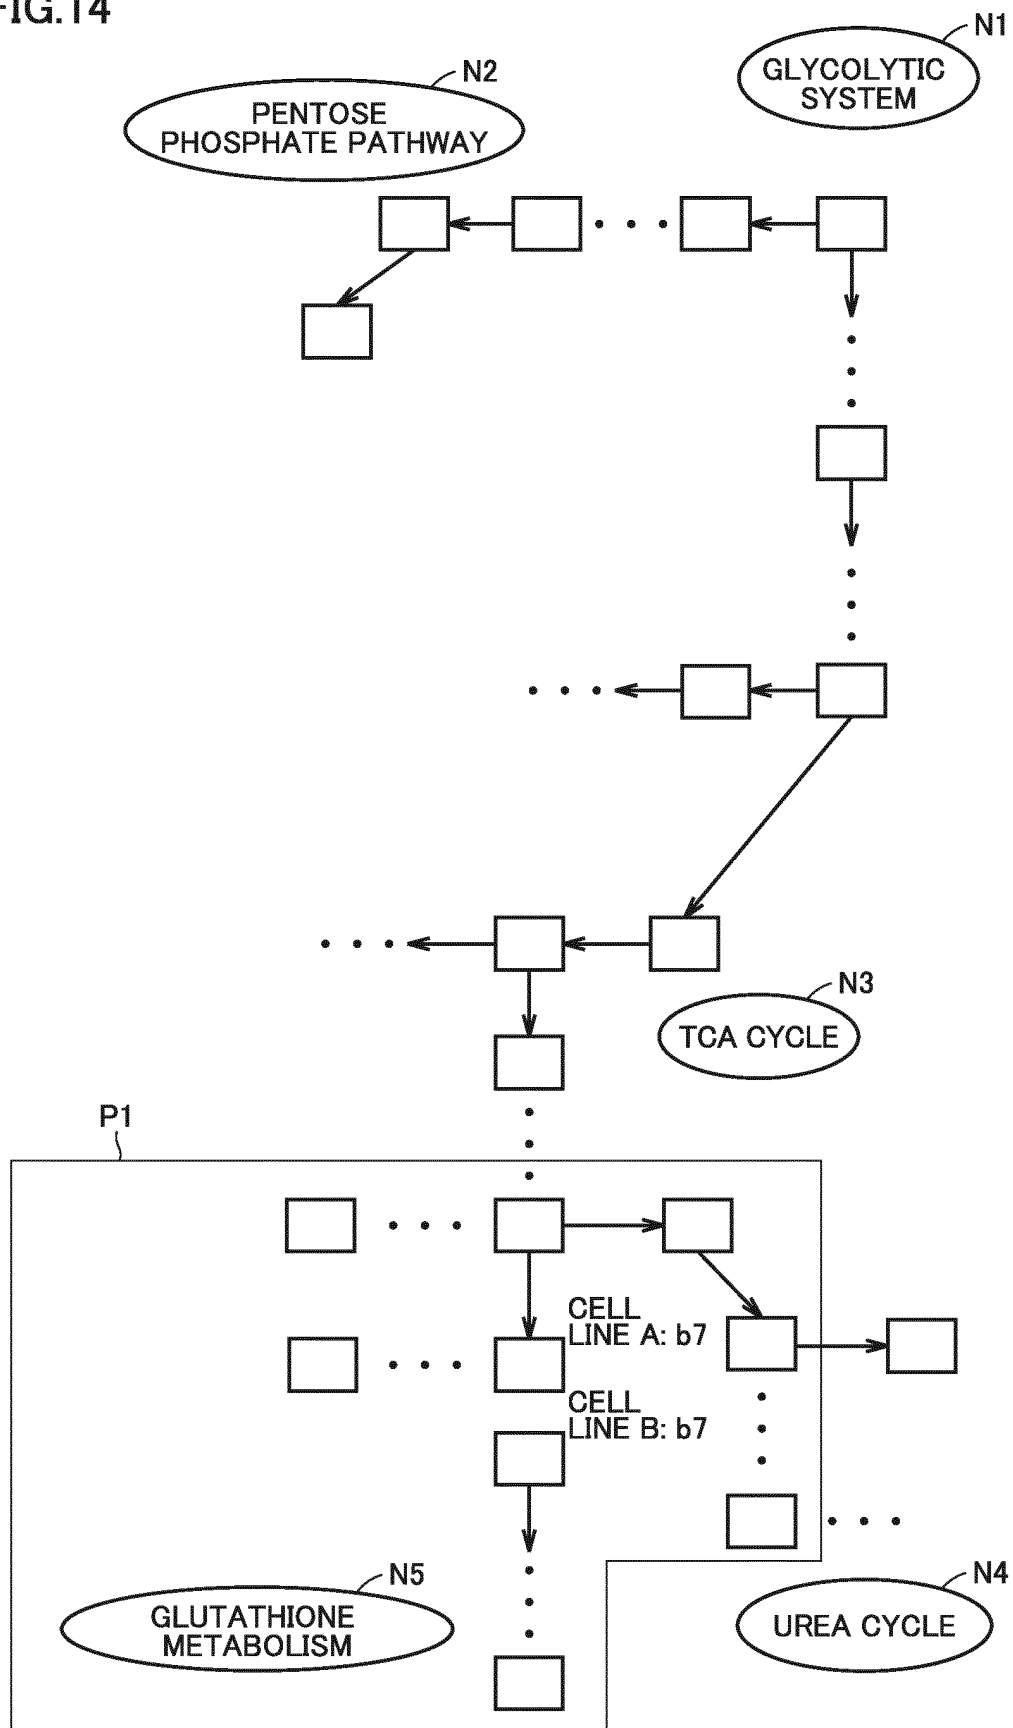 FIG.14
N1
GLYCOLYTIC
SYSTEM
N2
PENTOSE
PHOSPHATE PATHWAY
N3
TCA CYCLE
P1
CELL
LINE A: b7
CELL
LINE B: b7
N5
GLUTATHIONE
METABOLISM
N4
UREA CYCLE